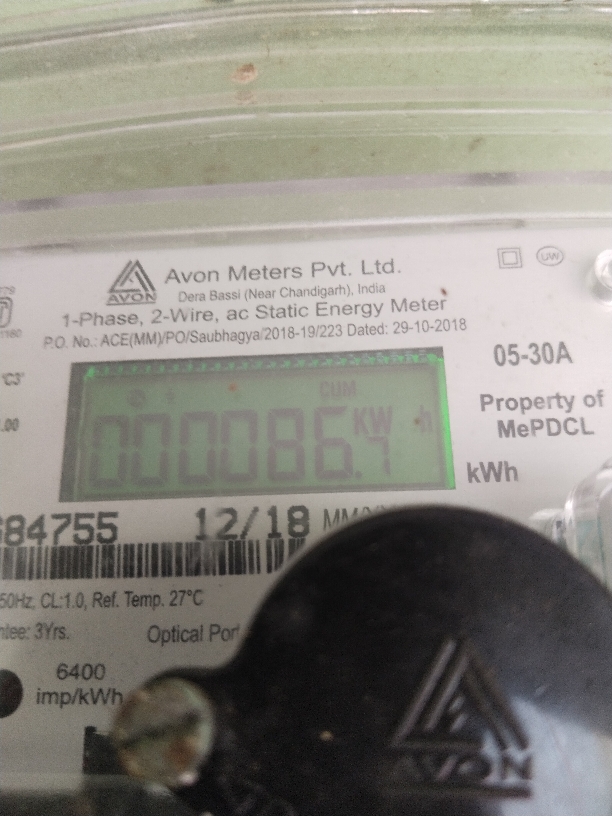 AVON
Avon Meters Pvt. Ltd.
Dera Bassi (Near Chandigarh), India
1-Phase, 2-Wire, ac Static Energy Meter
P.O. No.: ACE(MM)/PO/Saubhagya/2018-19/223 Dated: 29-10-2018
UW
05-30A
Property of
MePDCL
'C3'
.00
CUM
000086.7
KW h
kWh
84755
12/18
50Hz, CL:1.0, Ref. Temp. 27°C
3Yrs.
Optical Port
6400
imp/kWh
AVON